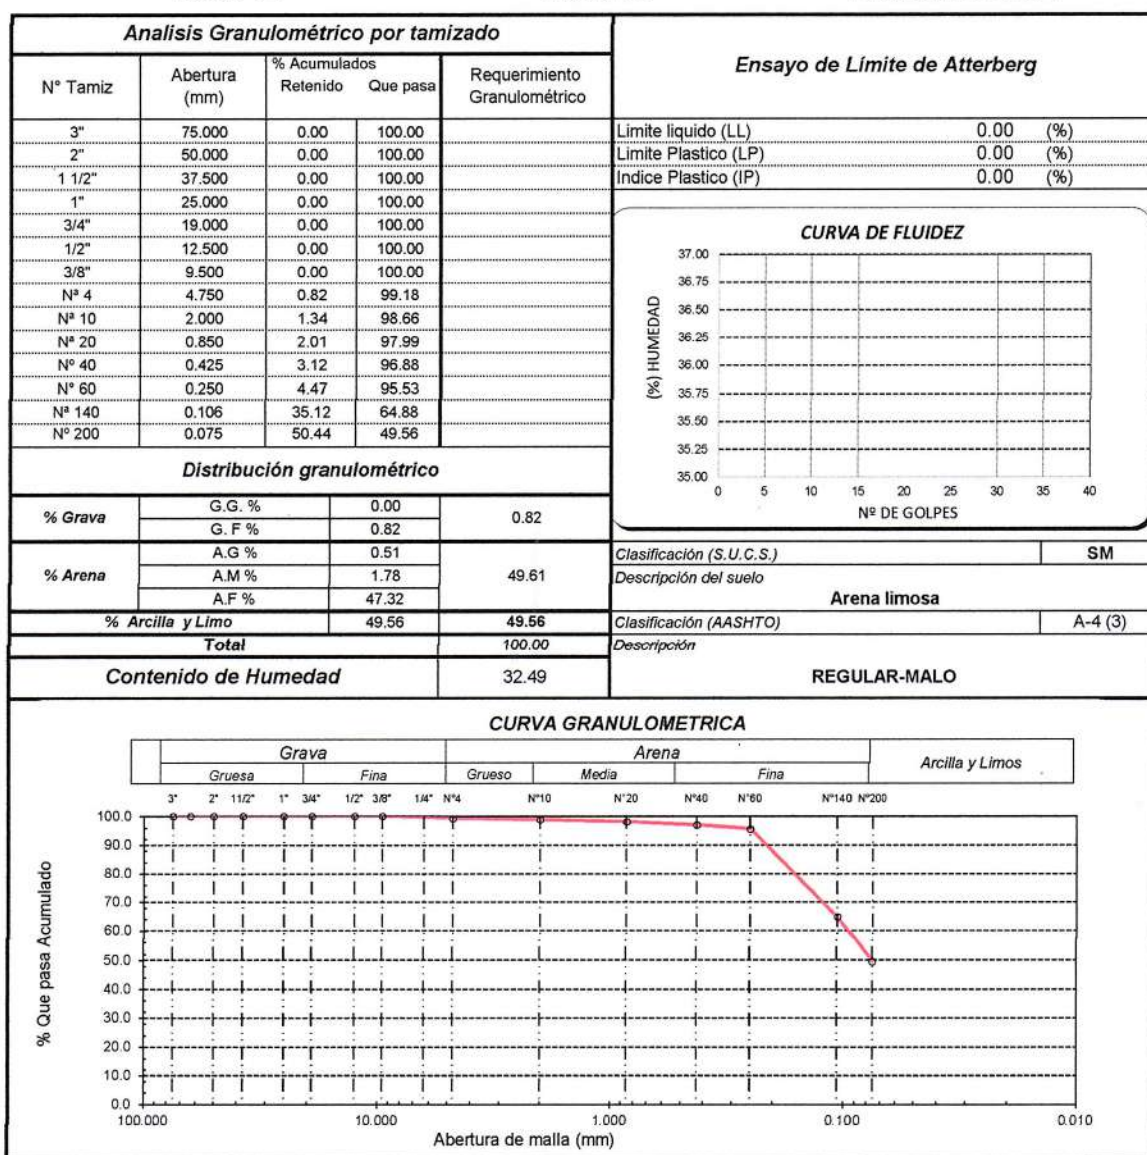 Analisis Granulométrico por tamizado
N° Tamiz
Abertura (mm)
% Acumulados
Retenido Que pasa
Requerimiento Granulométrico
3" 75.000 0.00 100.00
2" 50.000 0.00 100.00
1 1/2" 37.500 0.00 100.00
1" 25.000 0.00 100.00
3/4" 19.000 0.00 100.00
1/2" 12.500 0.00 100.00
3/8" 9.500 0.00 100.00
Nª 4 4.750 0.82 99.18
Nª 10 2.000 1.34 98.66
Nª 20 0.850 2.01 97.99
Nº 40 0.425 3.12 96.88
N° 60 0.250 4.47 95.53
Nª 140 0.106 35.12 64.88
Nº 200 0.075 50.44 49.56
Distribución granulométrico
% Grava
G.G. % 0.00
G. F % 0.82
0.82
% Arena
A.G % 0.51
A.M % 1.78
A.F % 47.32
49.61
% Arcilla y Limo 49.56 49.56
Total 100.00
Contenido de Humedad 32.49
Ensayo de Límite de Atterberg
Limite liquido (LL) 0.00 (%)
Limite Plastico (LP) 0.00 (%)
Indice Plastico (IP) 0.00 (%)
CURVA DE FLUIDEZ
(%) HUMEDAD
37.00
36.75
36.50
36.25
36.00
35.75
35.50
35.25
35.00
0 5 10 15 20 25 30 35 40
Nº DE GOLPES
Clasificación (S.U.C.S.) SM
Descripción del suelo
Arena limosa
Clasificación (AASHTO) A-4 (3)
Descripción
REGULAR-MALO
CURVA GRANULOMETRICA
Grava Arena Arcilla y Limos
Gruesa Fina Grueso Media Fina
3" 2" 11/2" 1" 3/4" 1/2" 3/8" 1/4" N°4 N°10 N°20 N°40 N°60 N°140 N°200
% Que pasa Acumulado
100.0
90.0
80.0
70.0
60.0
50.0
40.0
30.0
20.0
10.0
0.0
100.000 10.000 1.000 0.100 0.010
Abertura de malla (mm)